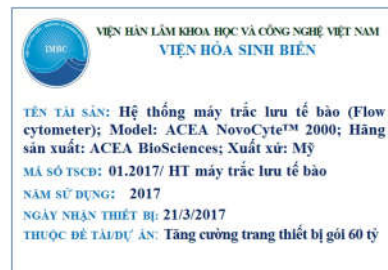 VIỆN HÀN LÂM KHOA HỌC VÀ CÔNG NGHỆ VIỆT NAM
VIỆN HÓA SINH BIỂN
IMBC
TÊN TÀI SẢN: Hệ thống máy trắc lưu tế bào (Flow
cytometer); Model: ACEA NovoCyte™ 2000; Hãng
sản xuất: ACEA BioSciences; Xuất xứ: Mỹ
MÃ SỐ TSCĐ: 01.2017/ HT máy trắc lưu tế bào
NĂM SỬ DỤNG: 2017
NGÀY NHẬN THIẾT BỊ: 21/3/2017
THUỘC ĐỀ TÀI/DỰ ÁN: Tăng cường trang thiết bị gói 60 tỷ